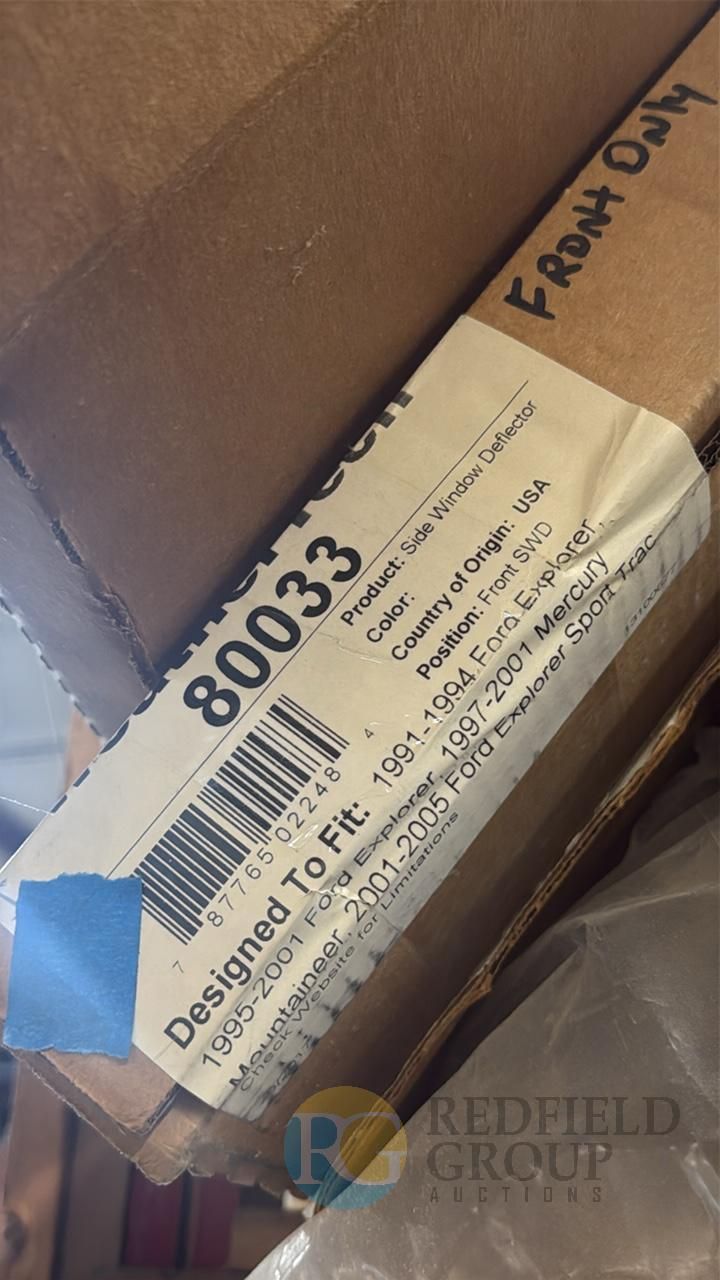 FRONT ONLY
80033
Product: Side Window Deflector
Color:
Country of Origin: USA
Position: Front SWD
7 87765 02248 4
Designed To Fit: 1991-1994 Ford Explorer,
1995-2001 Ford Explorer, 1997-2001 Mercury
Mountaineer, 2001-2005 Ford Explorer Sport Trac
Check Website for Limitations
RG
REDFIELD
GROUP
AUCTIONS